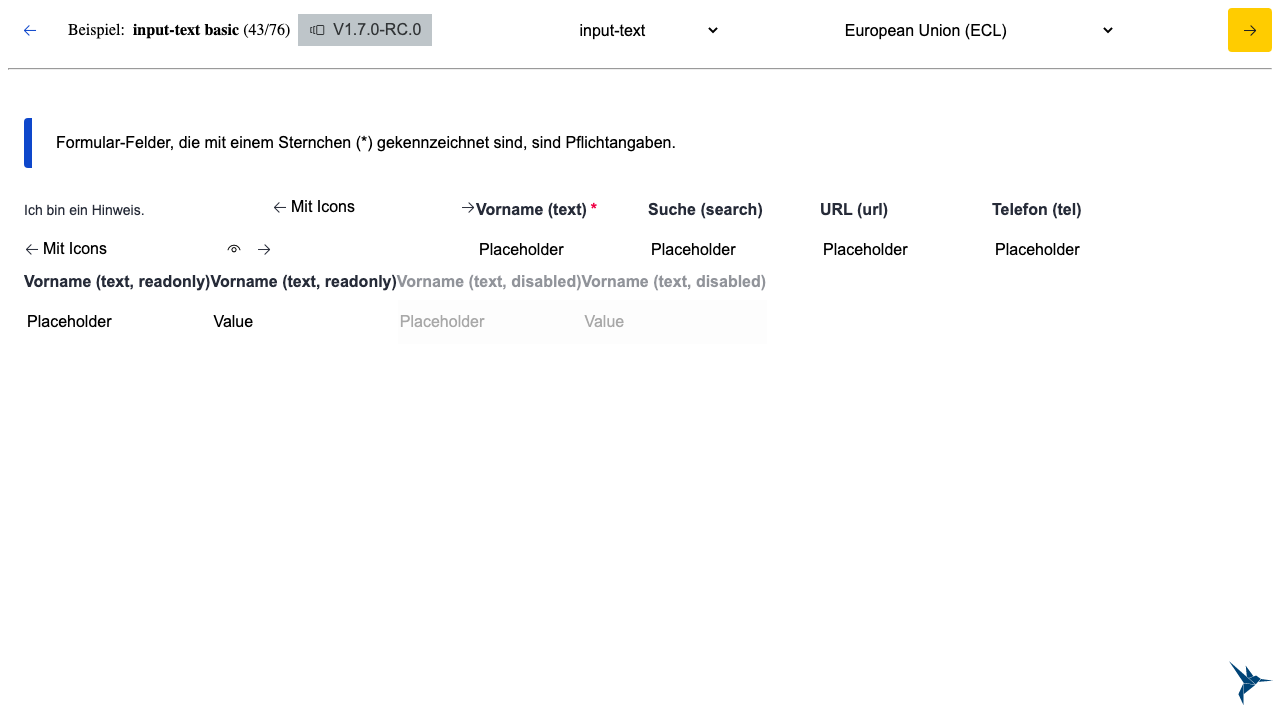 Beispiel: input-text basic (43/76) V1.7.0-RC.0 input-text European Union (ECL)
Formular-Felder, die mit einem Sternchen (*) gekennzeichnet sind, sind Pflichtangaben.
Ich bin ein Hinweis. Mit Icons Vorname (text) * Suche (search) URL (url) Telefon (tel)
Mit Icons Placeholder Placeholder Placeholder Placeholder
Vorname (text, readonly) Vorname (text, readonly) Vorname (text, disabled) Vorname (text, disabled)
Placeholder Value Placeholder Value